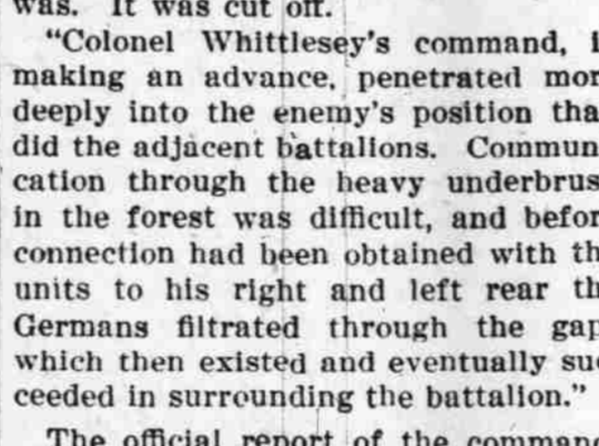 was. It was cut off.
"Colonel Whittlesey's command, i
making an advance, penetrated mor
deeply into the enemy's position tha
did the adjacent battalions. Commun
cation through the heavy underbrus
in the forest was difficult, and befor
connection had been obtained with th
units to his right and left rear th
Germans filtrated through the gap
which then existed and eventually suc
ceeded in surrounding the battalion."
The official report of the command